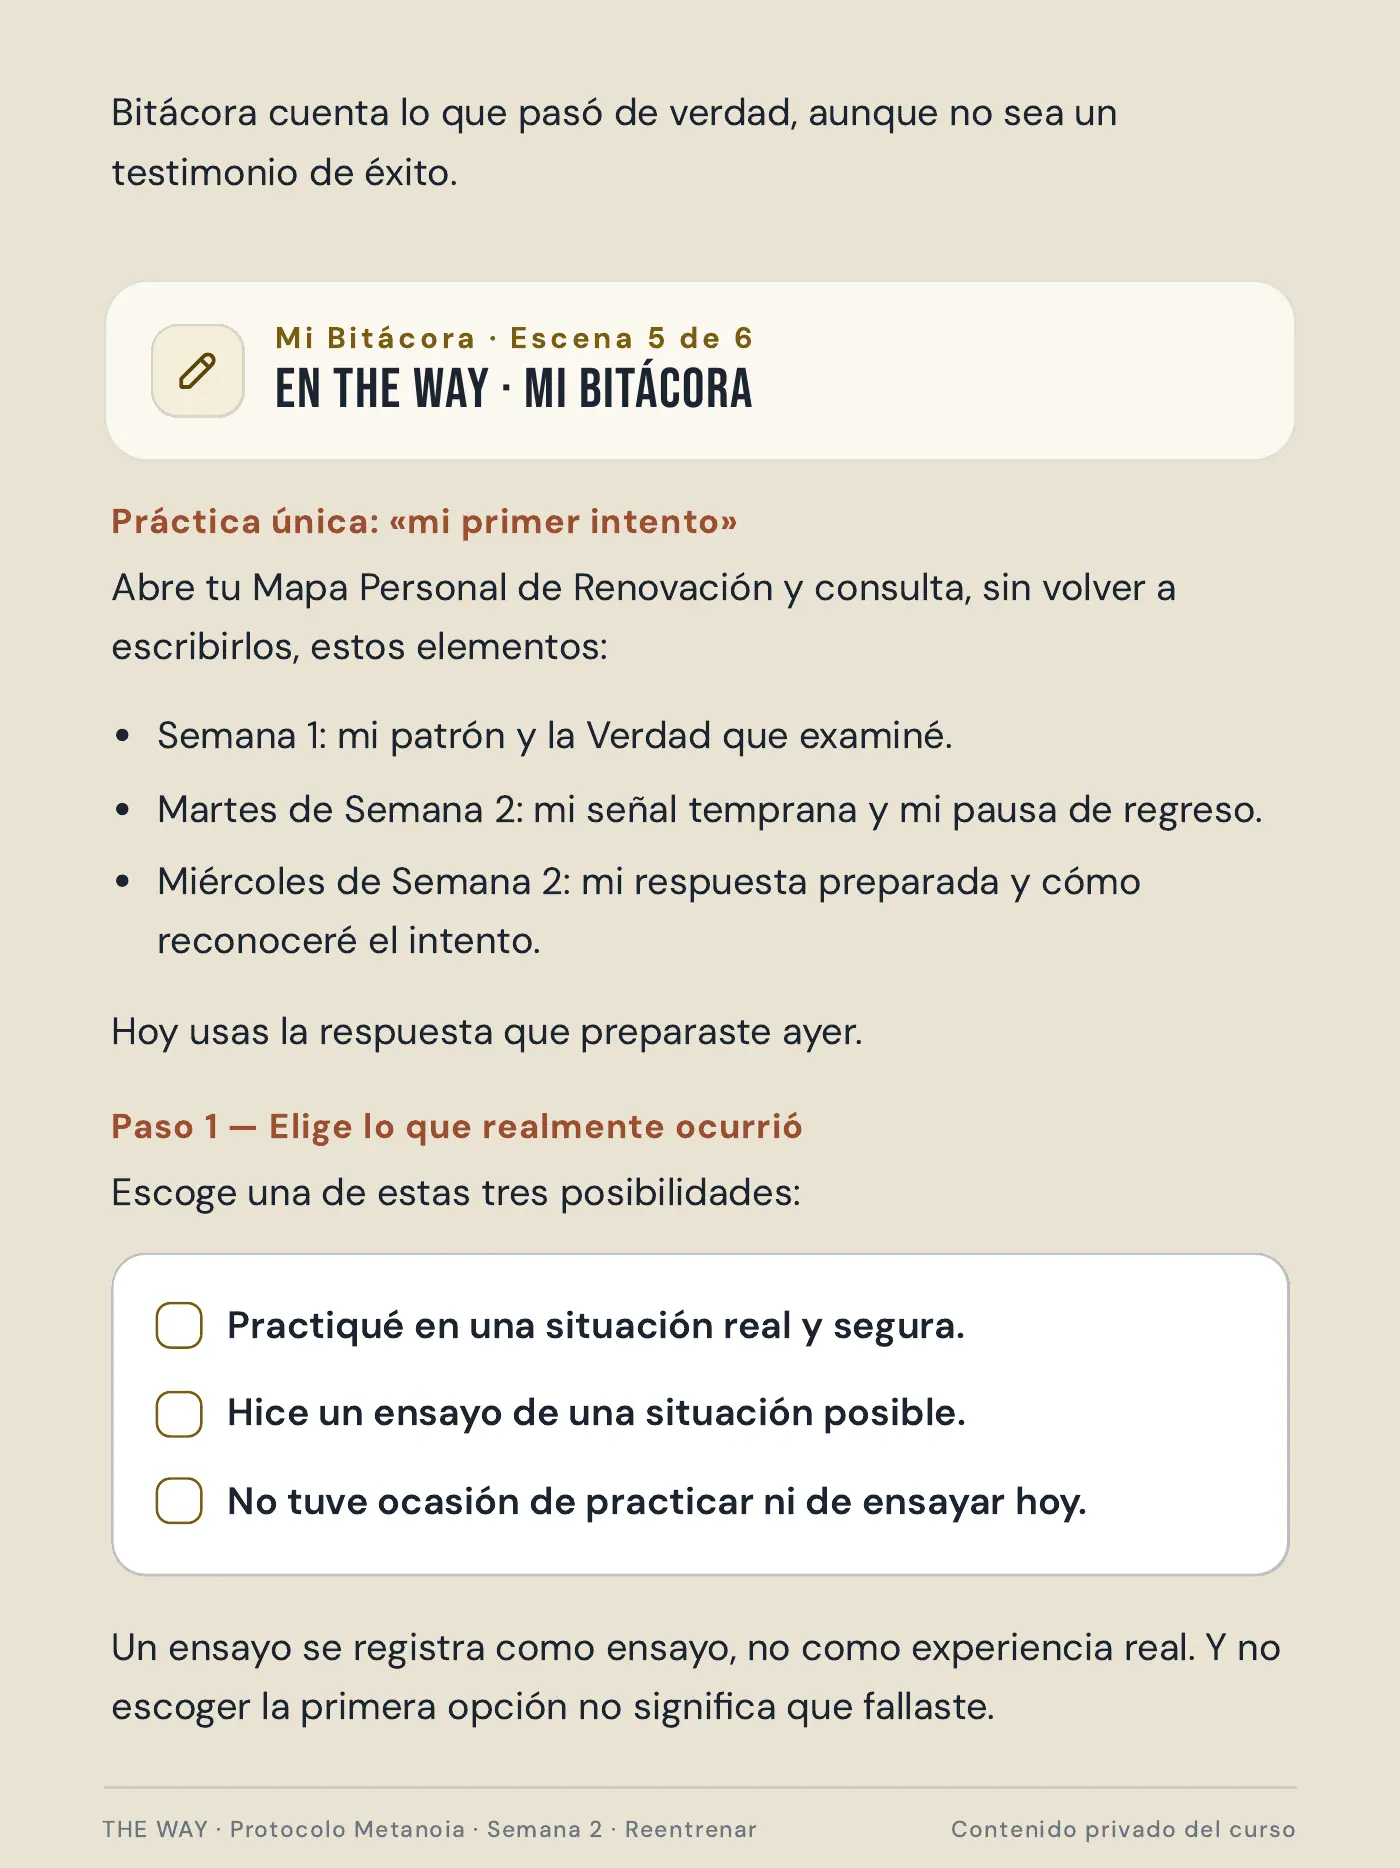 Bitácora cuenta lo que pasó de verdad, aunque no sea un
testimonio de éxito.
Mi Bitácora · Escena 5 de 6
EN THE WAY · MI BITÁCORA
Práctica única: «mi primer intento»
Abre tu Mapa Personal de Renovación y consulta, sin volver a
escribirlos, estos elementos:
• Semana 1: mi patrón y la Verdad que examiné.
• Martes de Semana 2: mi señal temprana y mi pausa de regreso.
• Miércoles de Semana 2: mi respuesta preparada y cómo
reconoceré el intento.
Hoy usas la respuesta que preparaste ayer.
Paso 1 — Elige lo que realmente ocurrió
Escoge una de estas tres posibilidades:
Practiqué en una situación real y segura.
Hice un ensayo de una situación posible.
No tuve ocasión de practicar ni de ensayar hoy.
Un ensayo se registra como ensayo, no como experiencia real. Y no
escoger la primera opción no significa que fallaste.
THE WAY · Protocolo Metanoia · Semana 2 · Reentrenar
Contenido privado del curso